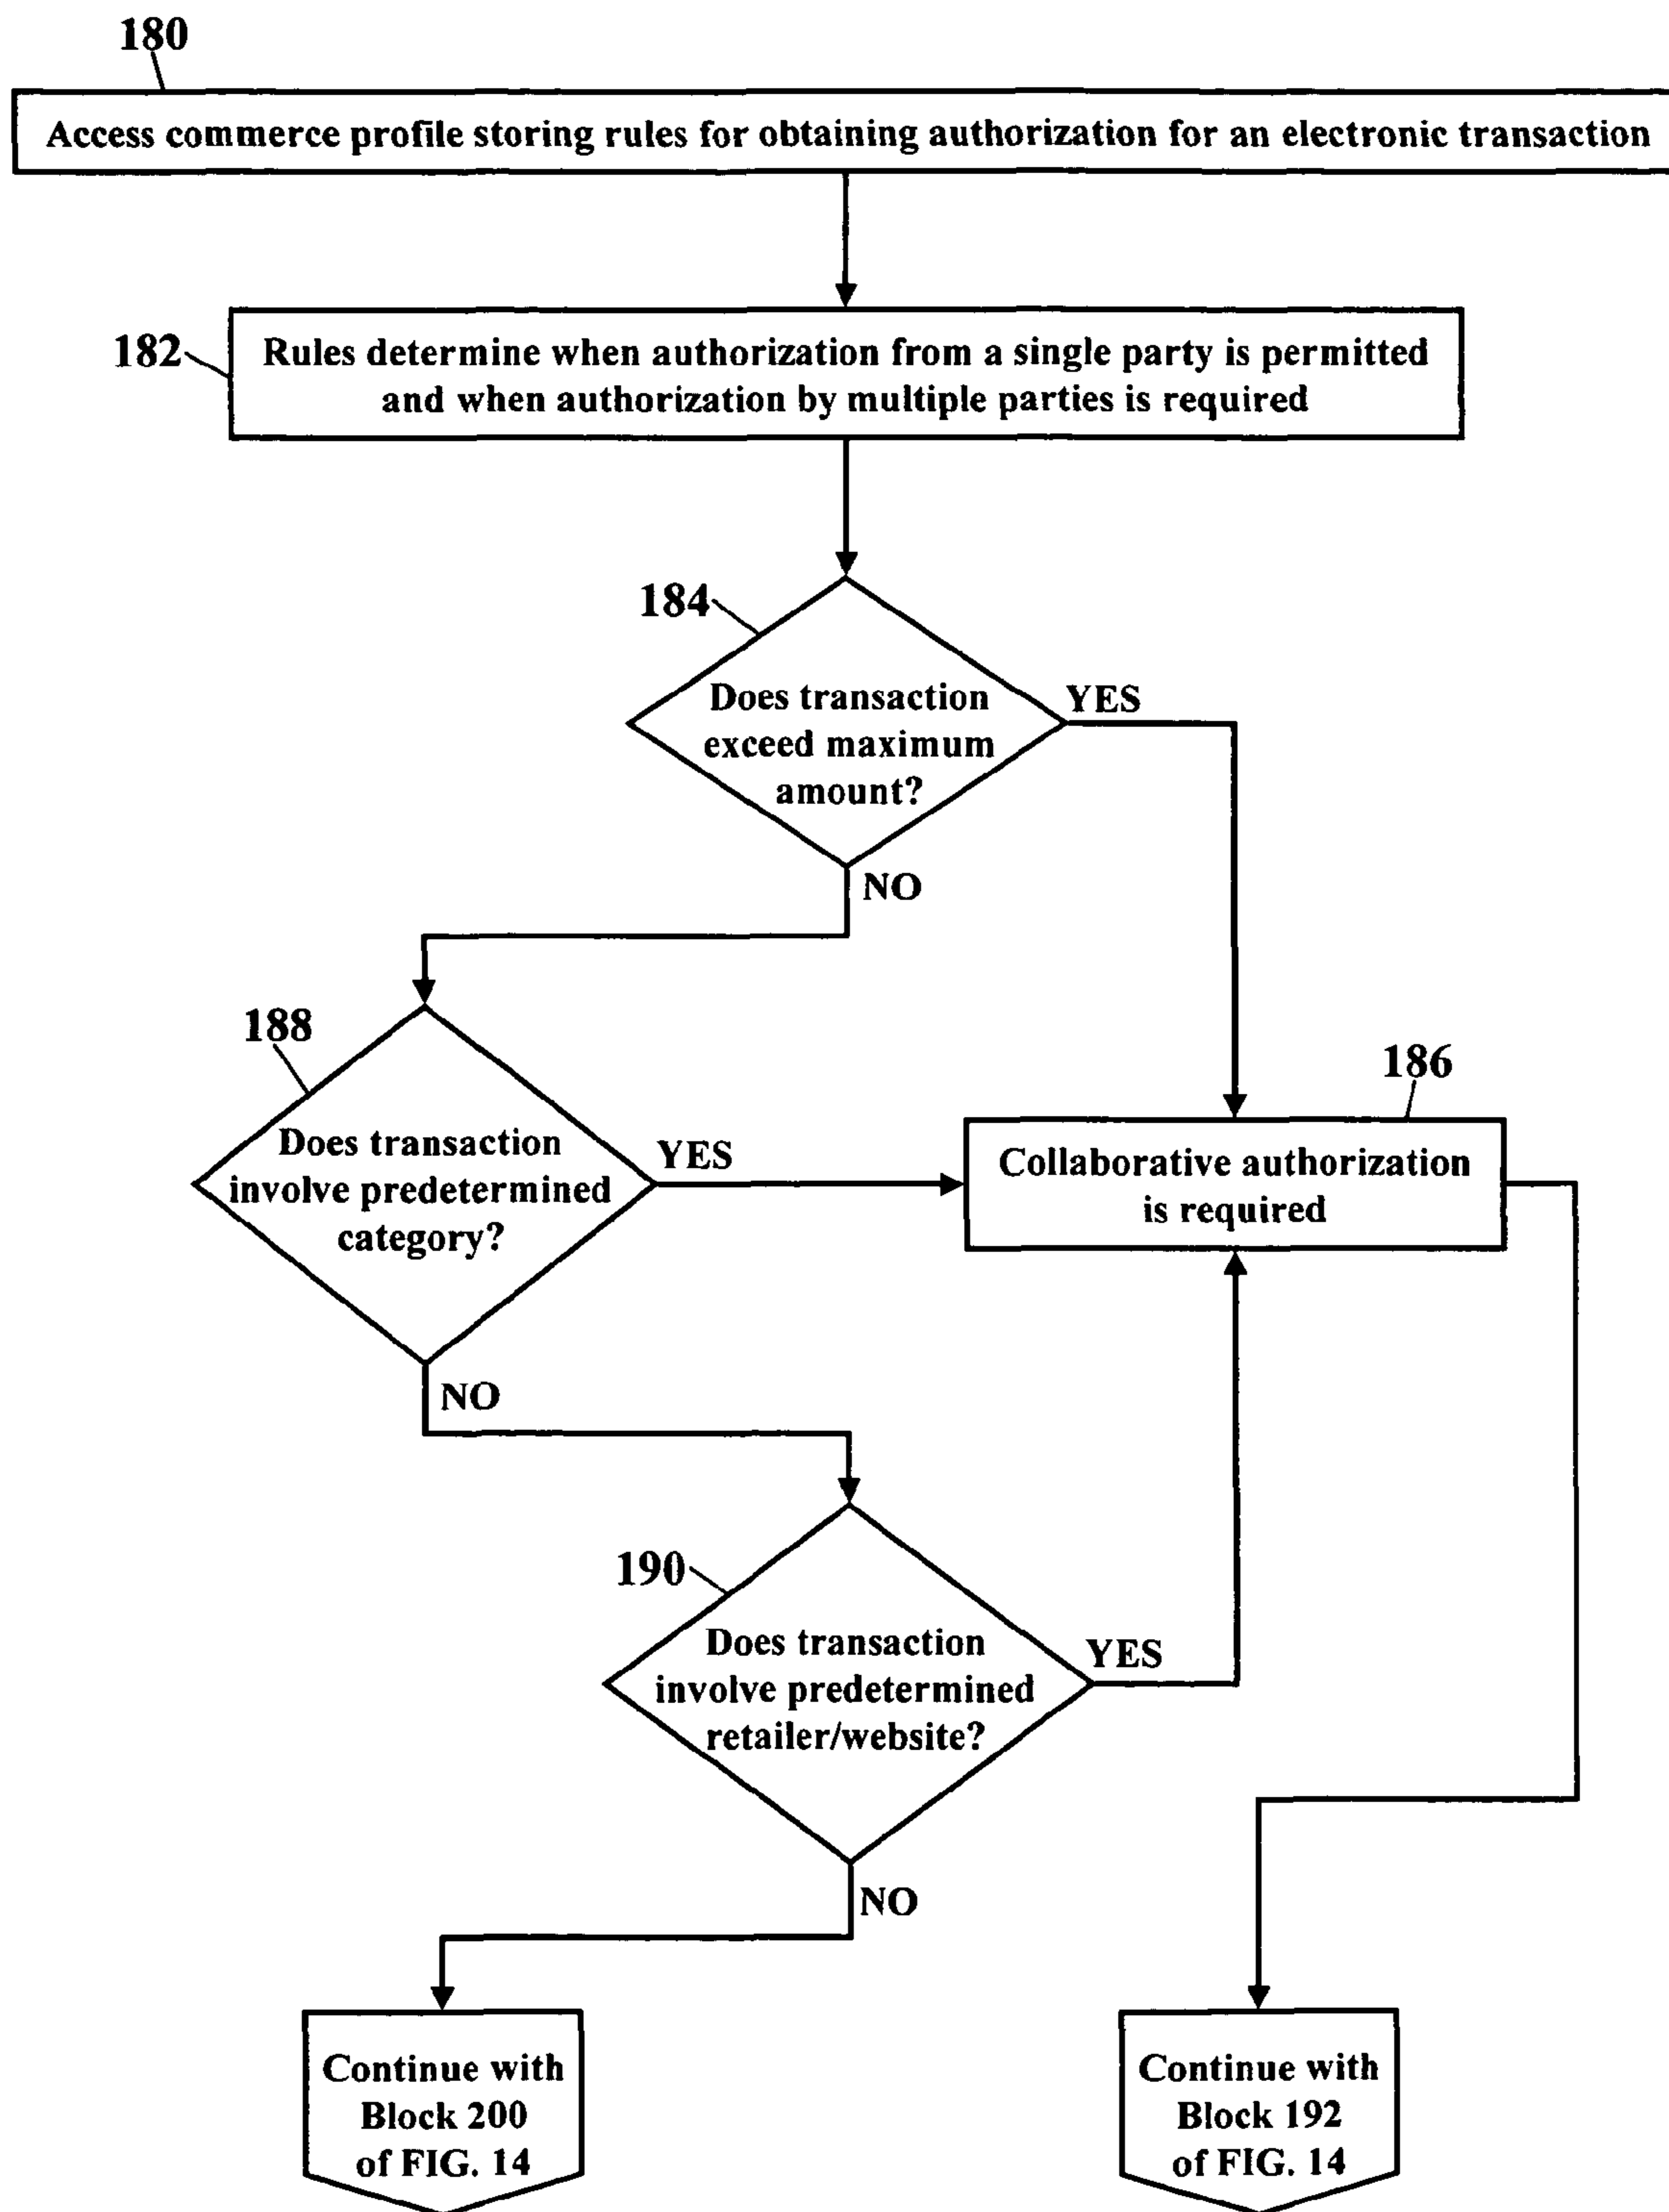 180
Access commerce profile storing rules for obtaining authorization for an electronic transaction
182
Rules determine when authorization from a single party is permitted
and when authorization by multiple parties is required
184
Does transaction
exceed maximum
amount?
YES
NO
188
Does transaction
involve predetermined
category?
YES
186
Collaborative authorization
is required
NO
190
Does transaction
involve predetermined
retailer/website?
YES
NO
Continue with
Block 200
of FIG. 14
Continue with
Block 192
of FIG. 14